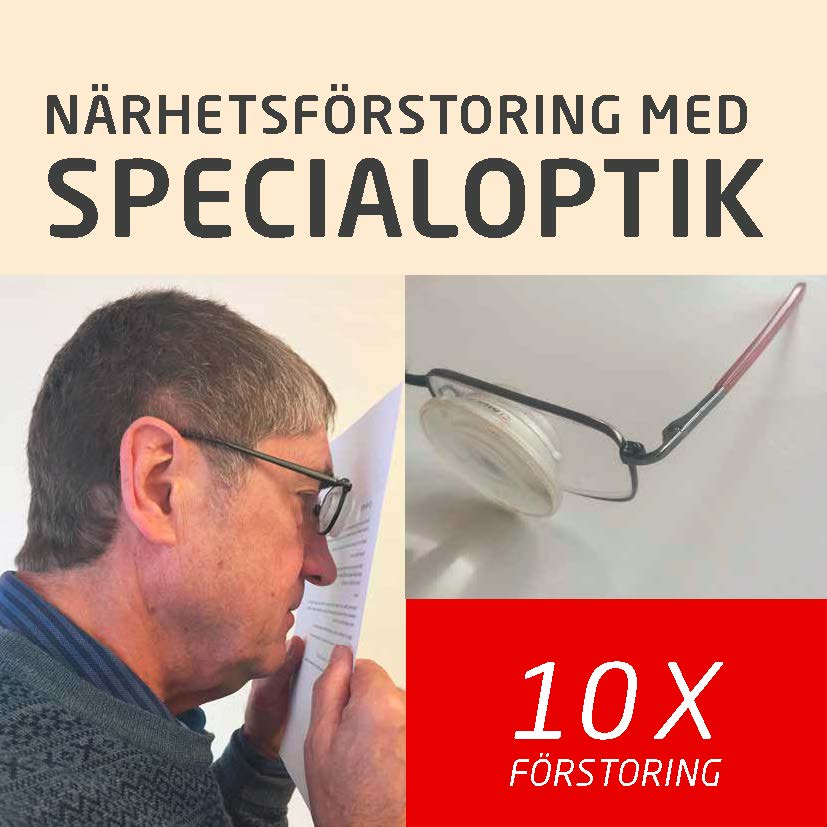 NÄRHETSFÖRSTORING MED
SPECIALOPTIK
10 X
FÖRSTORING